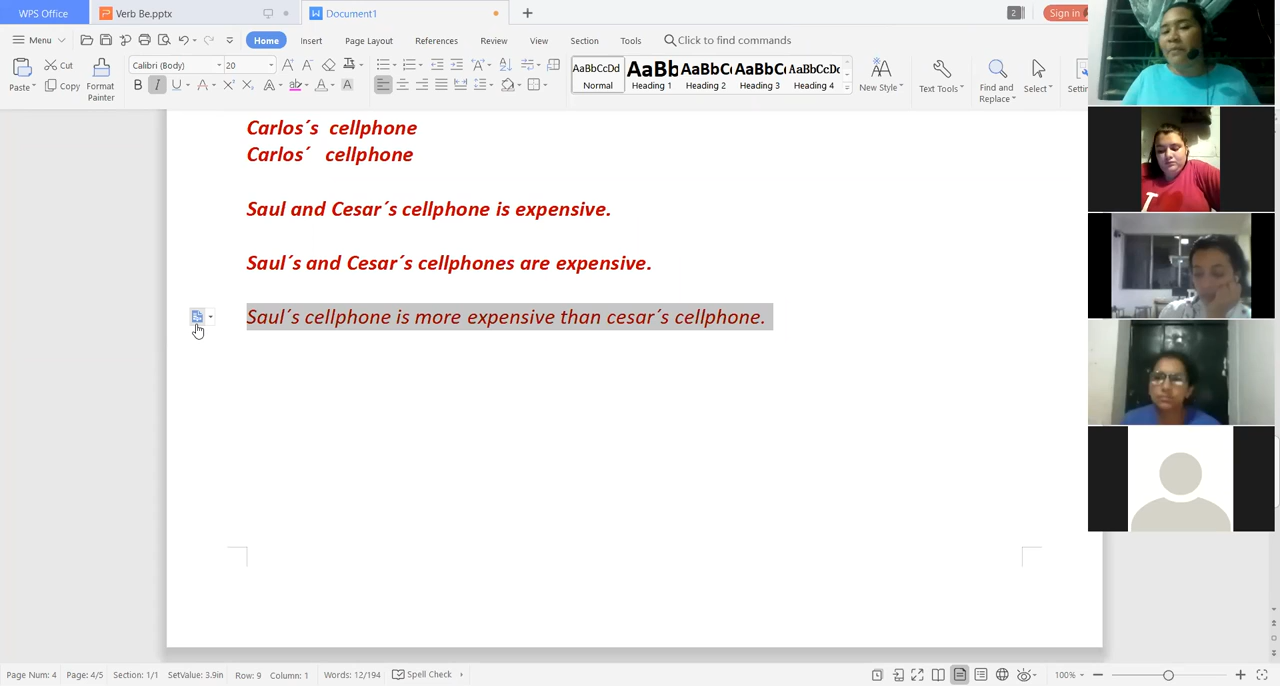 WPS Office
Verb Be.pptx
Document1
2
Sign in
Menu
Home
Insert
Page Layout
References
Review
View
Section
Tools
Click to find commands
Paste
Cut
Copy
Format
Painter
Calibri (Body)
20
AaBbCcDd
Normal
AaBb
Heading 1
AaBbC
Heading 2
AaBbC
Heading 3
AaBbCc
Heading 4
New Style
Text Tools
Find and
Replace
Select
Carlos´s cellphone
Carlos´ cellphone
Saul and Cesar´s cellphone is expensive.
Saul´s and Cesar´s cellphones are expensive.
Saul´s cellphone is more expensive than cesar´s cellphone.
Page Num: 4 Page: 4/5 Section: 1/1 SetValue: 3.9in Row: 9 Column: 1 Words: 12/194 Spell Check 100%